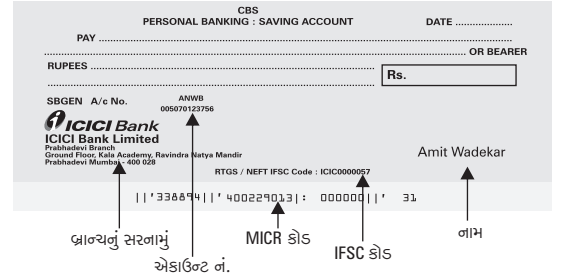 CBS
PERSONAL BANKING : SAVING ACCOUNT DATE ........................
PAY ....................................................................................................
.................................................................................................... OR BEARER
RUPEES ....................................................................................
.................................................................................................... Rs.
SBGEN A/c No. ANWB
005070123756
ICICI Bank
ICICI Bank Limited
Prabhadevi Branch
Ground Floor, Kala Academy, Ravindra Natya Mandir
Prabhadevi Mumbai - 400 028
Amit Wadekar
RTGS / NEFT IFSC Code : ICIC0000057
||'338894||' 400229013|: 000000||' 31
બ્રાન્ચનું સરનામું
એકાઉન્ટ નં.
MICR કોડ
IFSC કોડ
નામ